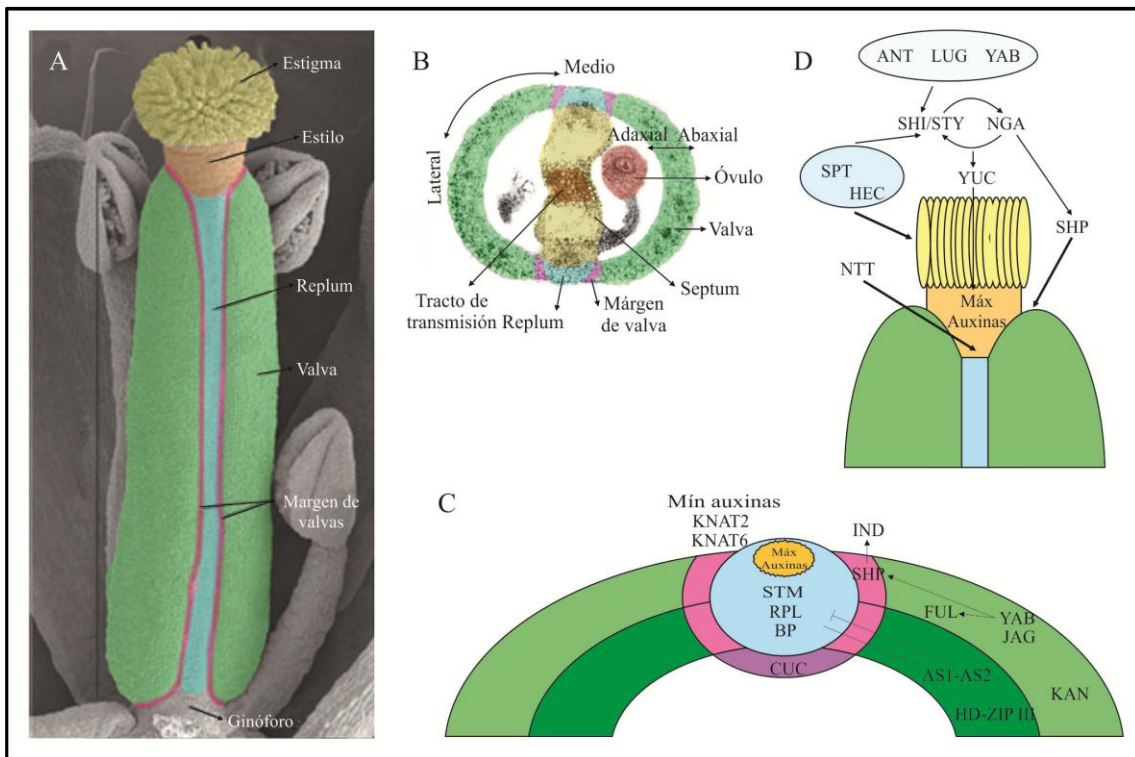 A
Estigma
Estilo
Replum
Valva
Margen de
valvas
Ginóforo
B
Medio
Lateral
Adaxial Abaxial
Óvulo
Valva
Septum
Tracto de
transmisión
Replum
Márgen
de valva
D
ANT LUG YAB
SHI/STY NGA
SPT
HEC
YUC
SHP
NTT
Máx
Auxinas
C
Mín auxinas
KNAT2
KNAT6
IND
Máx
Auxinas
SHP
STM
RPL
BP
FUL
YAB
JAG
CUC
AS1-AS2
KAN
HD-ZIP III